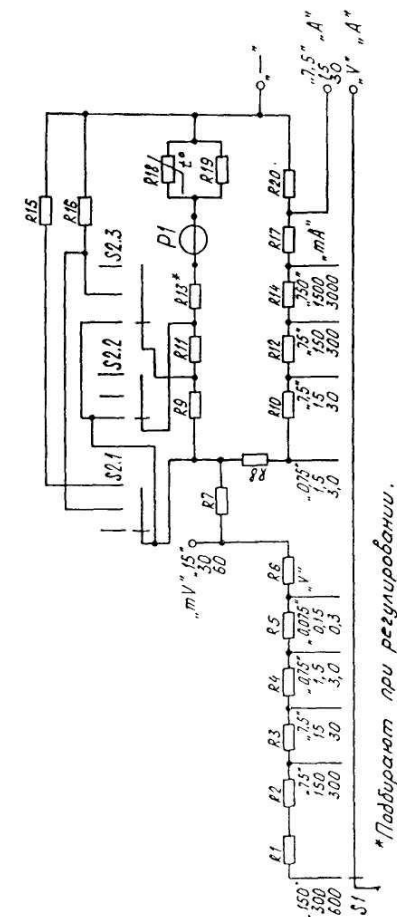 R15
R16
S2.3
S2.2
S2.1
R18
t°
R19
P1
R13*
R11
R9
R7
R8
R20
R17
R14
R12
R10
„—"
„7,5" „A"
15
30
„V" „A"
„mA"
„750"
1500
3000
„75"
150
300
„7,5"
15
30
„0,75"
1,5
3,0
„mV" „15"
30
60
R6
„V"
R5
„0,075"
0,15
0,3
R4
„0,75"
1,5
3,0
R3
„7,5"
15
30
R2
„75"
150
300
R1
„150"
300
600
S1
*Подбирают при регулировании.